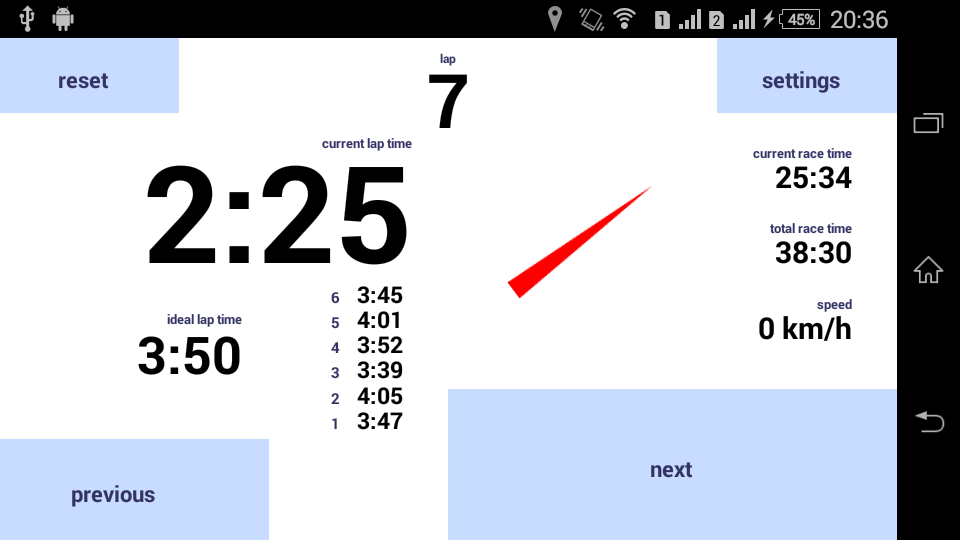 1 2 45% 20:36
reset
lap
7
settings
current lap time
2:25
current race time
25:34
total race time
38:30
speed
0 km/h
ideal lap time
3:50
6 3:45
5 4:01
4 3:52
3 3:39
2 4:05
1 3:47
previous
next